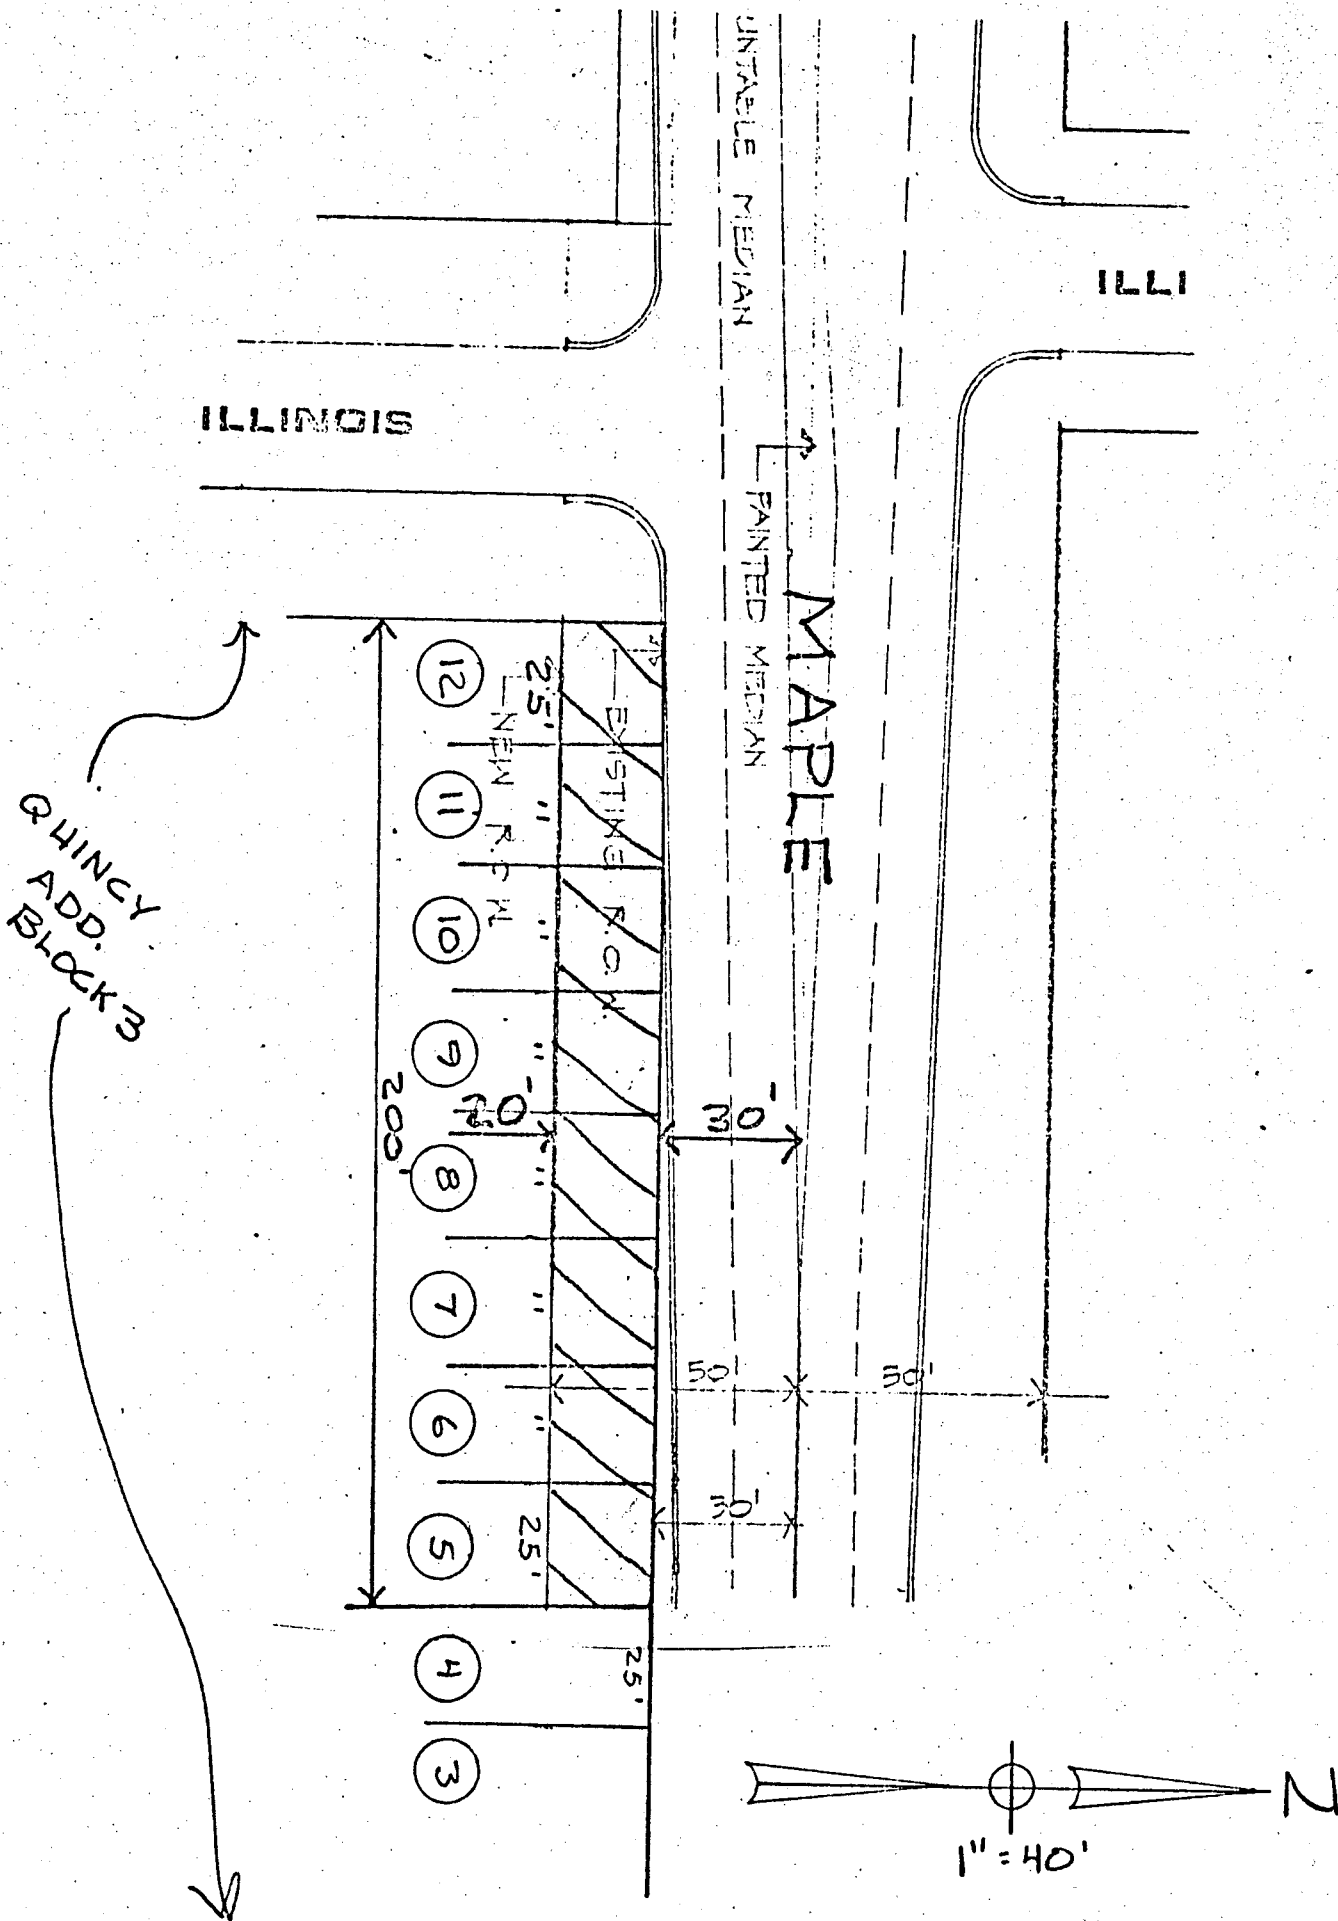 UNTABLE MEDIAN
ILLI
ILLINOIS
PAINTED MEDIAN
MAPLE
EXISTING R.O.W.
NEW R.O.W.
12
25'
11
"
10
"
9
"
200'
20'
30'
8
"
7
"
50
50'
6
"
30'
5
25'
4
25'
3
QUINCY
ADD.
BLOCK 3
N
1" = 40'